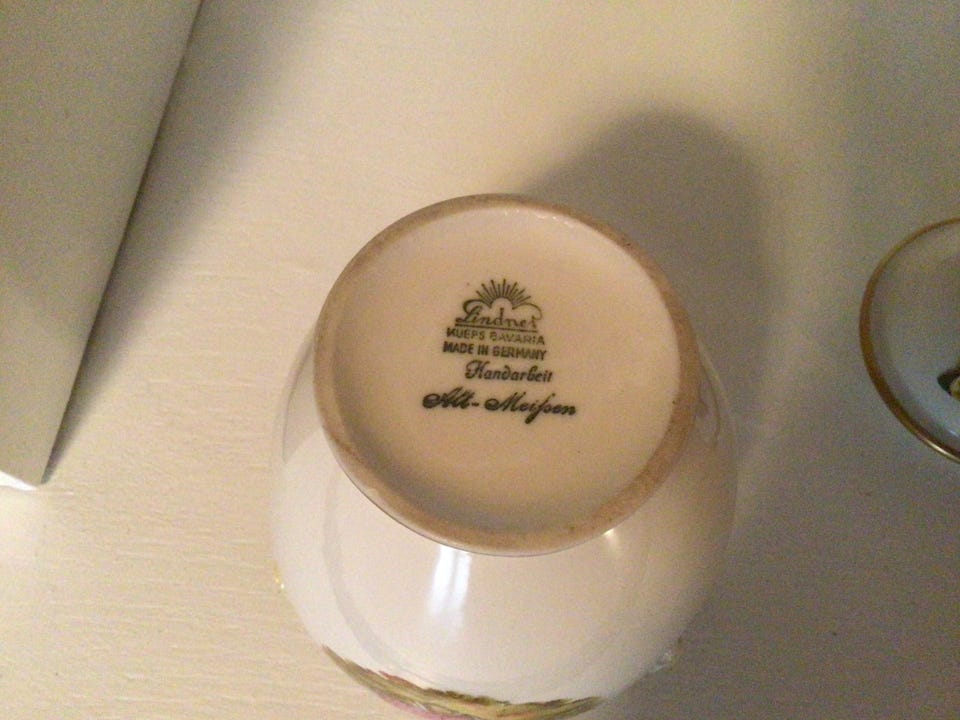 Lindner
KUEPS BAVARIA
MADE IN GERMANY
Handarbeit
Alt-Meißen